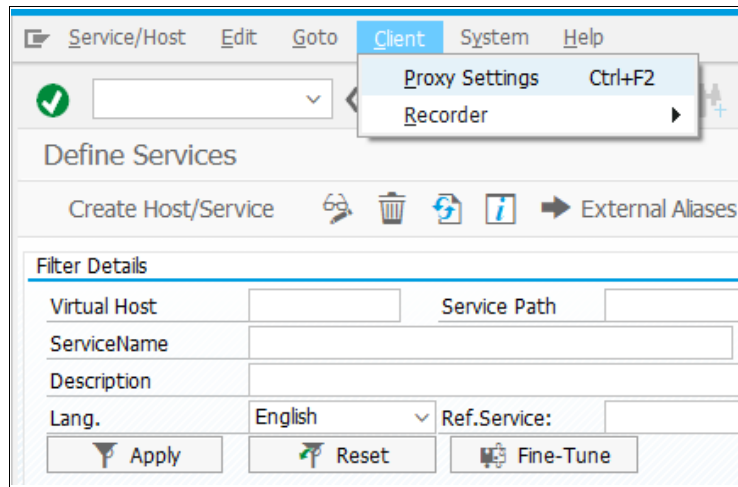 Service/Host Edit Goto Client System Help
Proxy Settings Ctrl+F2
Recorder
Define Services
Create Host/Service External Aliases
Filter Details
Virtual Host Service Path
ServiceName
Description
Lang. English Ref.Service:
Apply Reset Fine-Tune